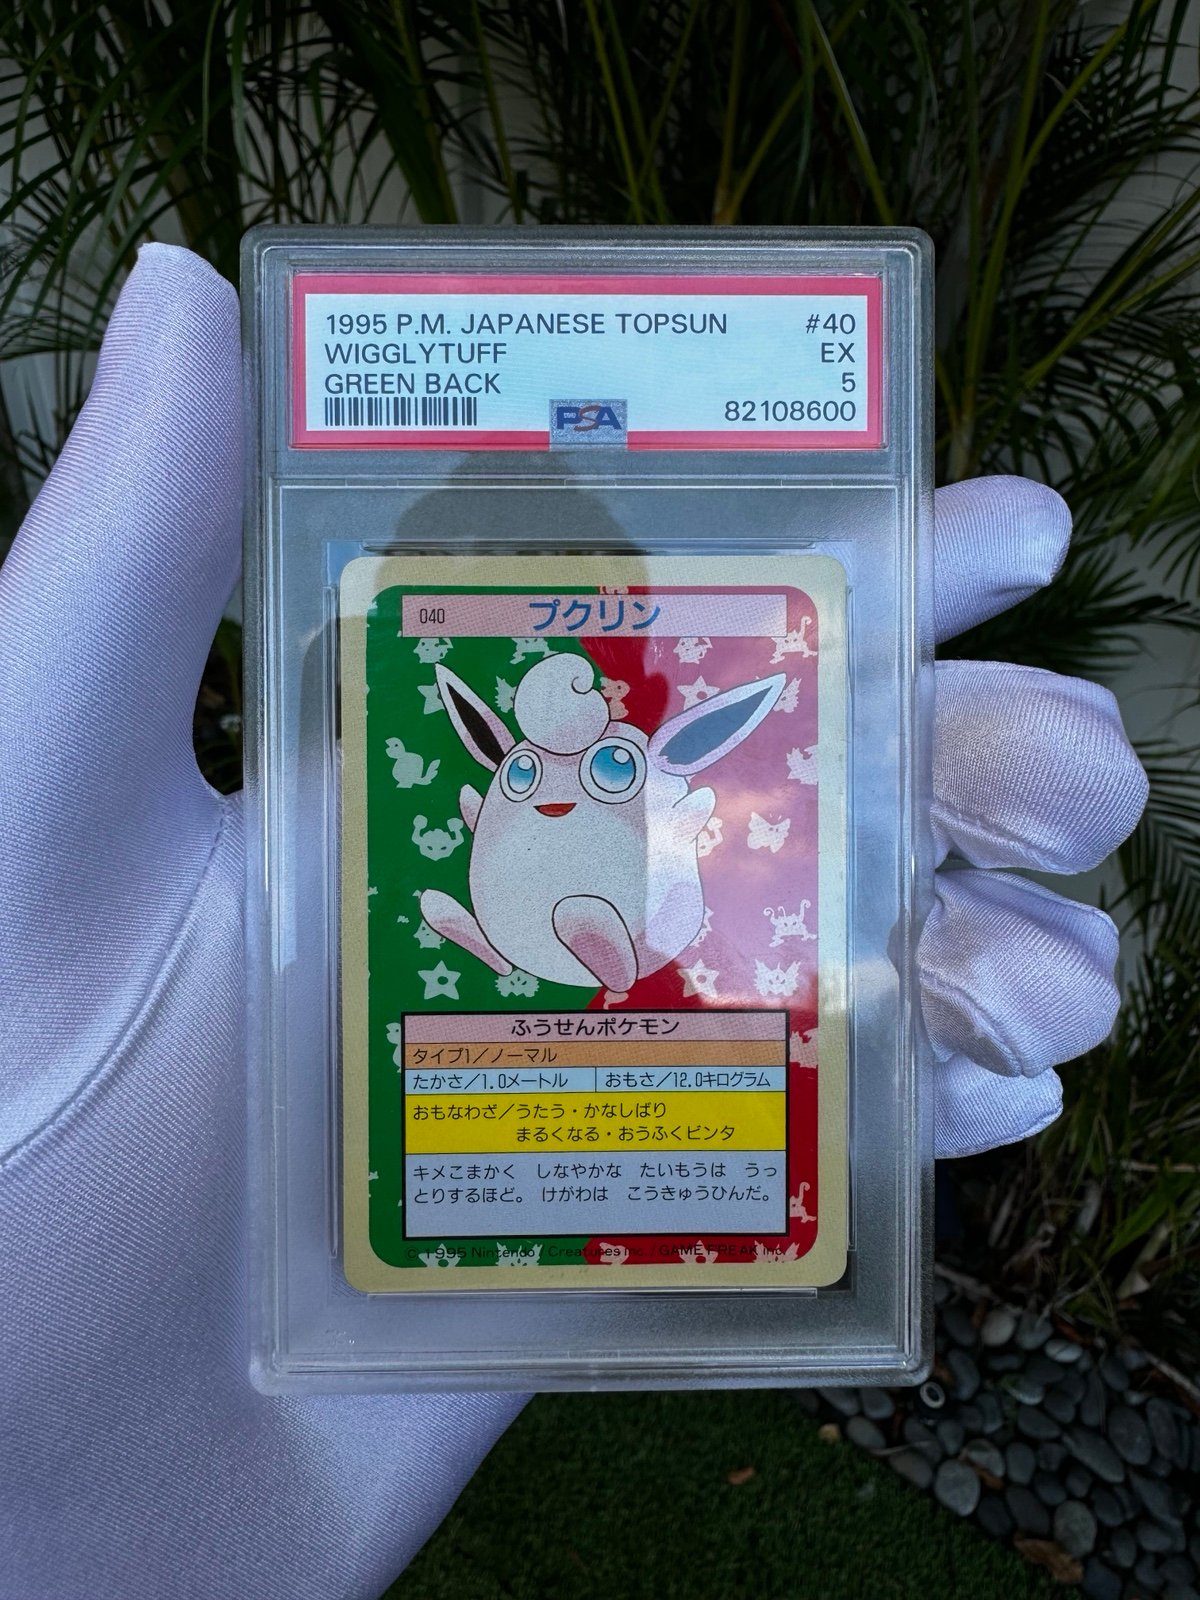 1995 P.M. JAPANESE TOPSUN #40
WIGGLYTUFF EX
GREEN BACK 5
PSA 82108600
040 プクリン
ふうせんポケモン
タイプ1/ノーマル
たかさ/1.0メートル おもさ/12.0キログラム
おもなわざ/うたう・かなしばり
まるくなる・おうふくビンタ
キメこまかく しなやかな たいもうは うっ
とりするほど。 けがわは こうきゅうひんだ。
© 1995 Nintendo / Creatures inc. / GAME FREAK inc.